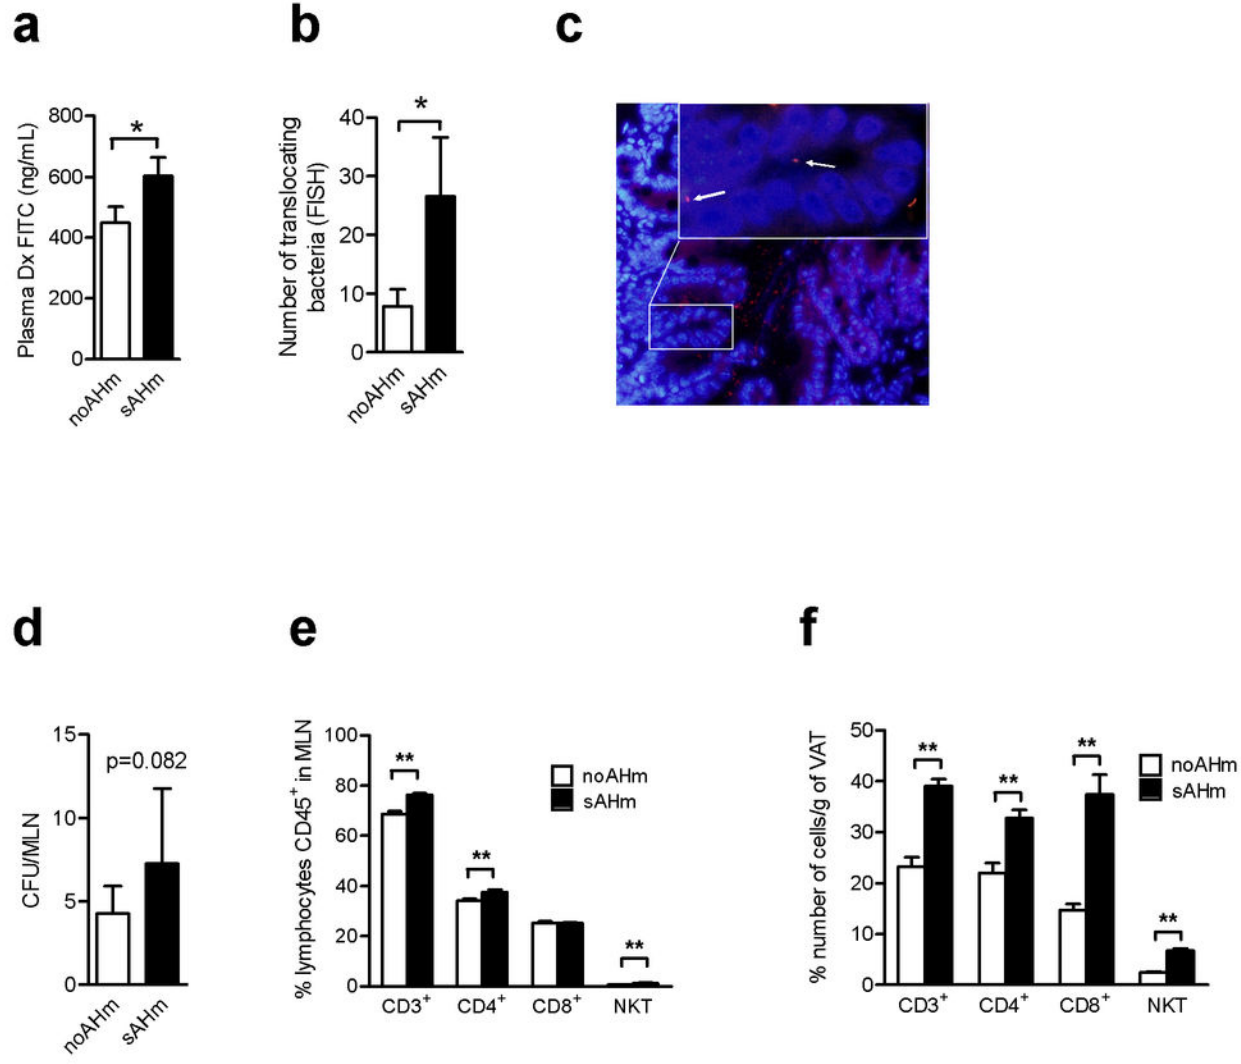 a
Plasma Dx FITC (ng/mL)
800
600
400
200
0
*
noAHm
sAHm
b
Number of translocating
bacteria (FISH)
40
30
20
10
0
*
noAHm
sAHm
c
d
CFU/MLN
15
10
5
0
p=0.082
noAHm
sAHm
e
% lymphocytes CD45⁺ in MLN
100
80
60
40
20
0
**
**
**
noAHm
sAHm
CD3⁺ CD4⁺ CD8⁺ NKT
f
% number of cells/g of VAT
50
40
30
20
10
0
**
**
**
**
noAHm
sAHm
CD3⁺ CD4⁺ CD8⁺ NKT